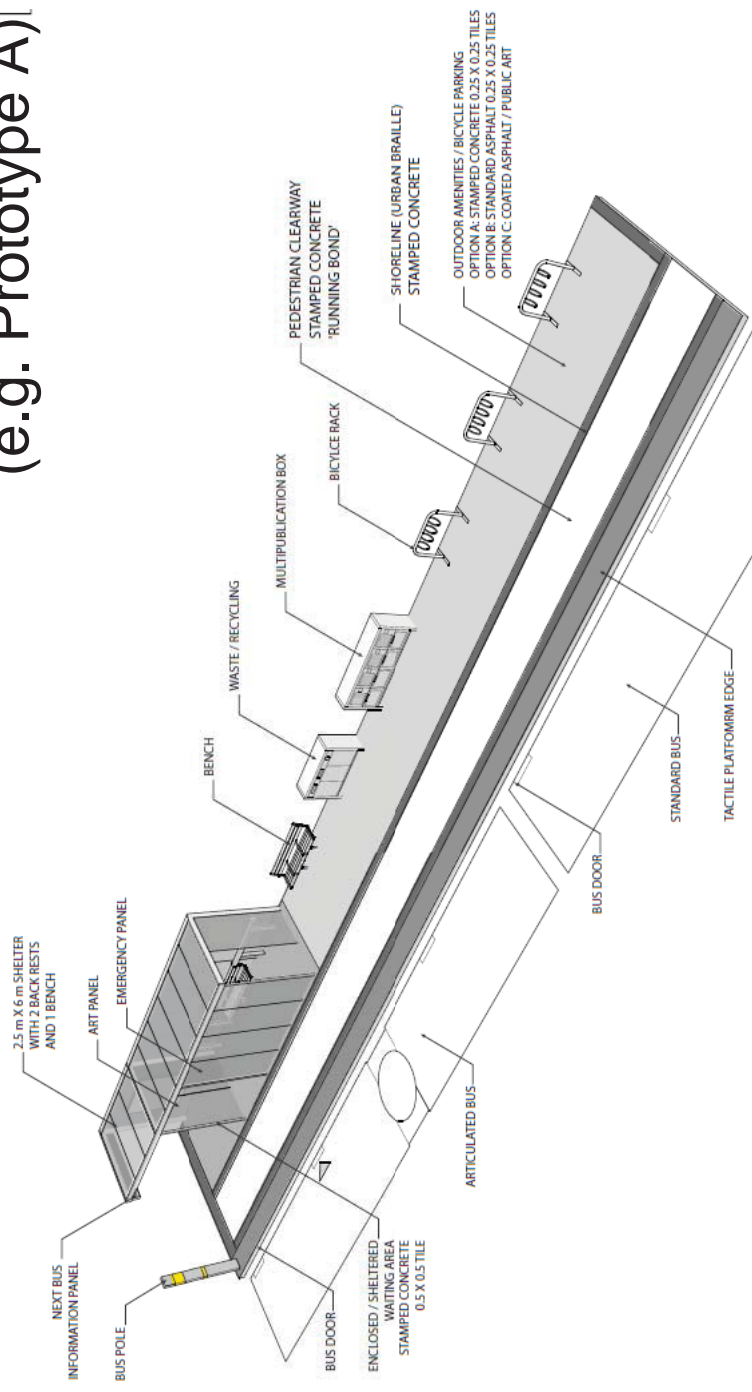 (e.g. Prototype A)
2.5 m X 6 m SHELTER
WITH 2 BACK RESTS
AND 1 BENCH
ART PANEL
EMERGENCY PANEL
NEXT BUS
INFORMATION PANEL
BUS POLE
BENCH
WASTE / RECYCLING
MULTIPUBLICATION BOX
BICYLCE RACK
PEDESTRIAN CLEARWAY
STAMPED CONCRETE
'RUNNING BOND'
SHORELINE (URBAN BRAILLE)
STAMPED CONCRETE
OUTDOOR AMENITIES / BICYCLE PARKING
OPTION A: STAMPED CONCRETE 0.25 X 0.25 TILES
OPTION B: STANDARD ASPHALT 0.25 X 0.25 TILES
OPTION C: COATED ASPHALT / PUBLIC ART
BUS DOOR
ENCLOSED / SHELTERED
WAITING AREA
STAMPED CONCRETE
0.5 X 0.5 TILE
ARTICULATED BUS
BUS DOOR
STANDARD BUS
TACTILE PLATFOMRM EDGE